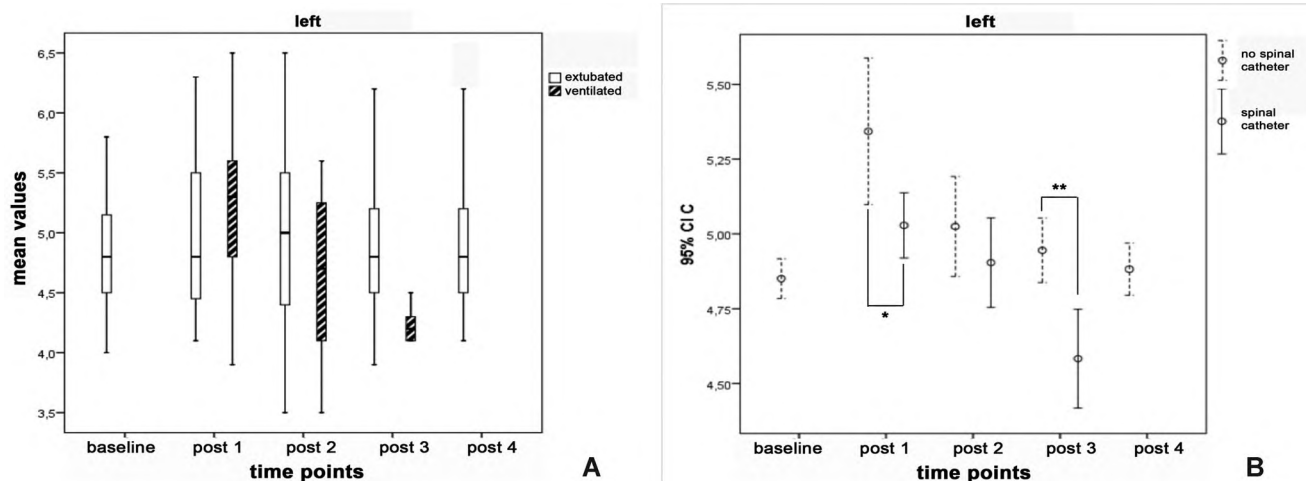 left
6,5
6,0
5,5
5,0
4,5
4,0
3,5
mean values
extubated
ventilated
baseline post 1 post 2 post 3 post 4
time points
A
left
5,50
5,25
5,00
4,75
4,50
95% CI C
no spinal
catheter
spinal
catheter
**
*
baseline post 1 post 2 post 3 post 4
time points
B